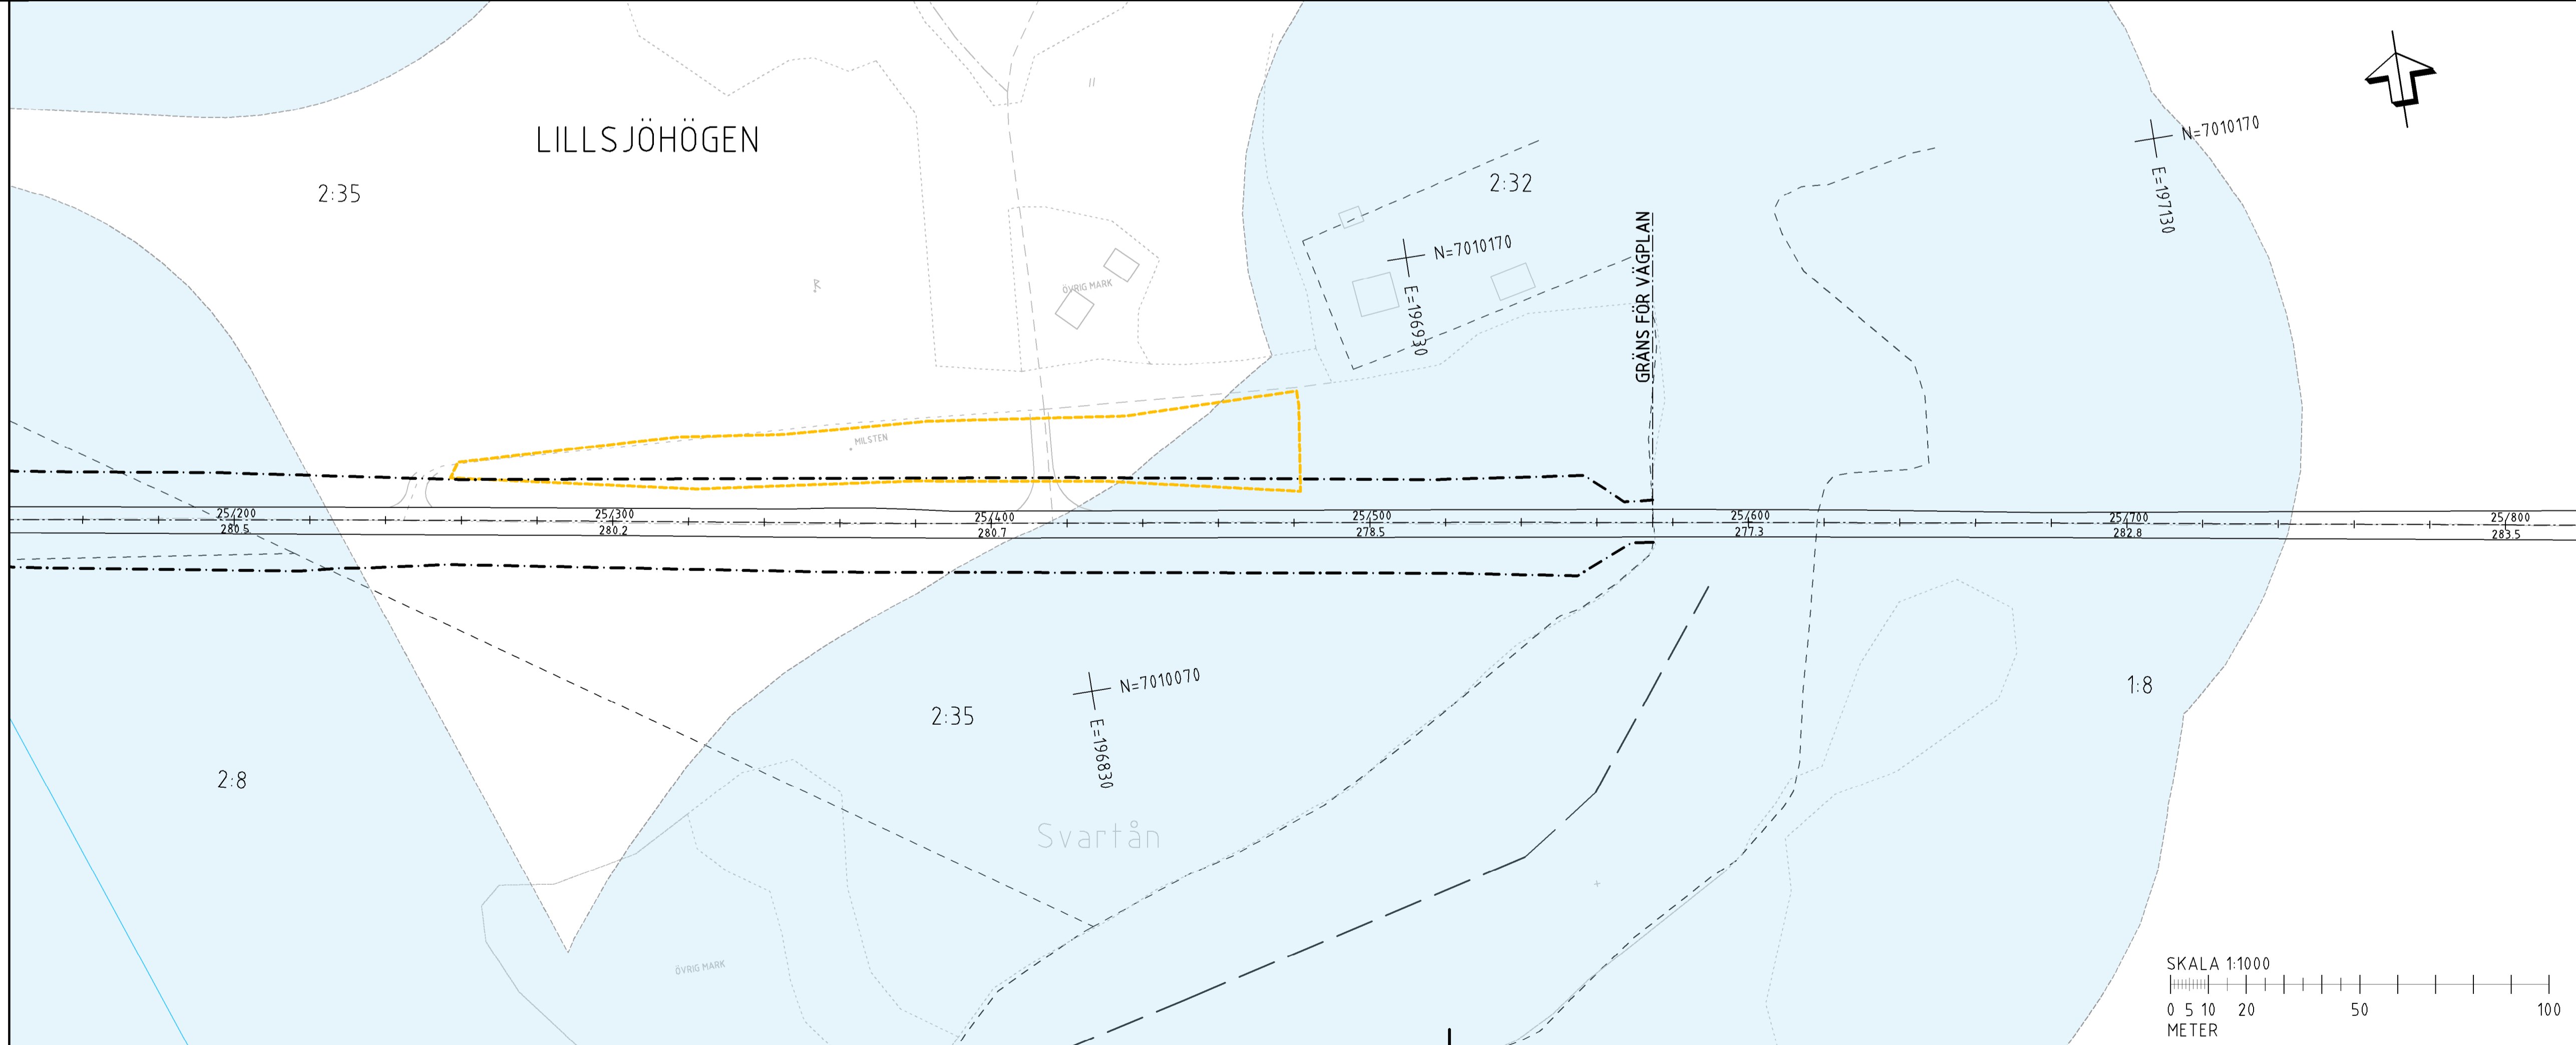 LILLSJÖHÖGEN
2:35
2:32
N=7010170
E=197130
N=7010170
E=196930
GRÄNS FÖR VÄGPLAN
ÖVRIG MARK
MILSTEN
R
25/200
280.5
25/300
280.2
25/400
280.7
25/500
278.5
25/600
277.3
25/700
282.8
25/800
283.5
N=7010070
E=196830
2:35
1:8
2:8
Svartån
ÖVRIG MARK
SKALA 1:1000
0 5 10 20 50 100
METER